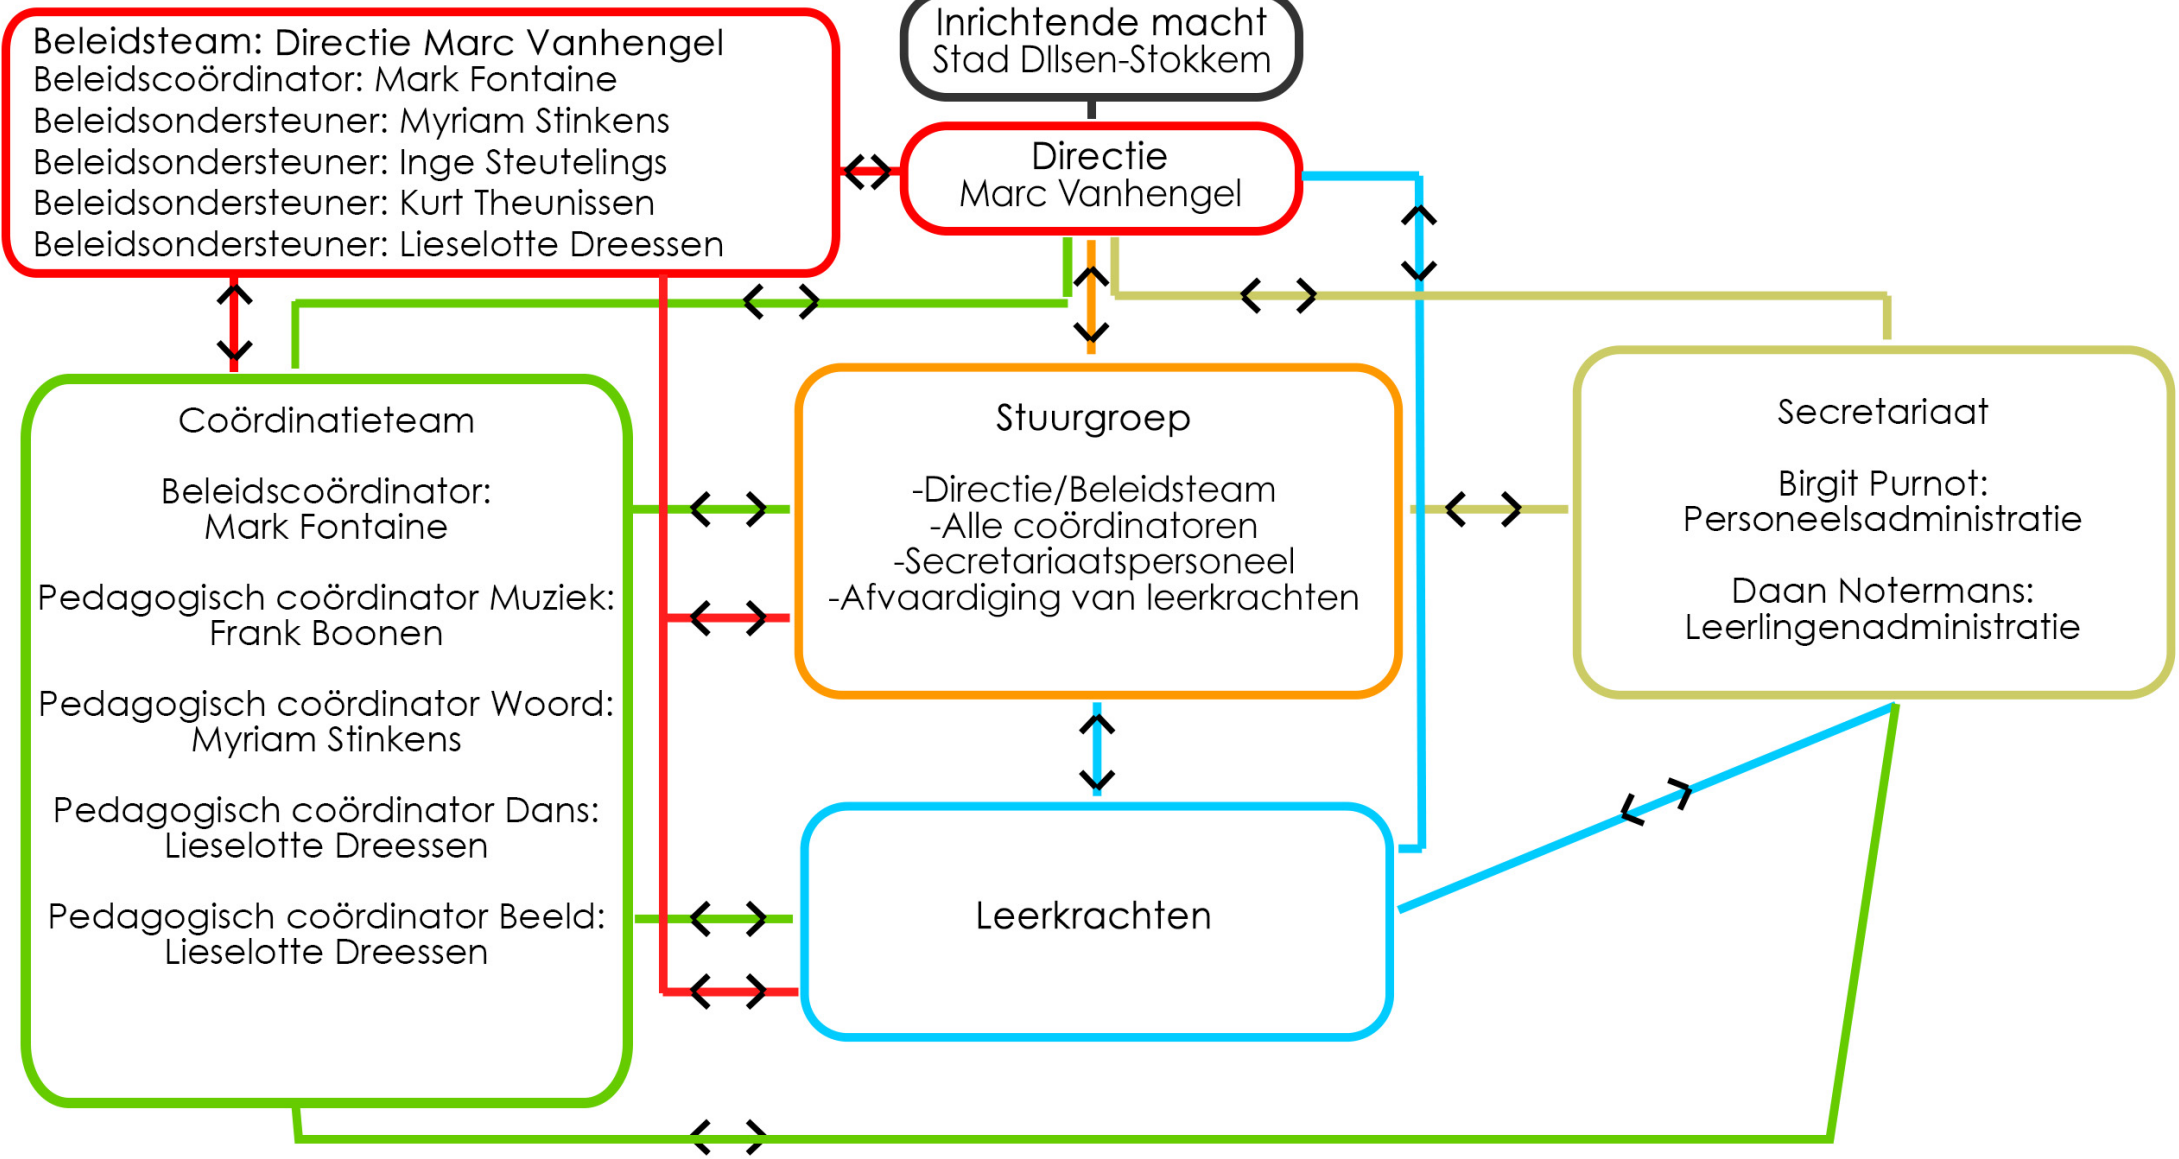 Beleidsteam: Directie Marc Vanhengel
Beleidscoördinator: Mark Fontaine
Beleidsondersteuner: Myriam Stinkens
Beleidsondersteuner: Inge Steutelings
Beleidsondersteuner: Kurt Theunissen
Beleidsondersteuner: Lieselotte Dreessen
Inrichtende macht
Stad DIlsen-Stokkem
Directie
Marc Vanhengel
Coördinatieteam
Beleidscoördinator:
Mark Fontaine
Pedagogisch coördinator Muziek:
Frank Boonen
Pedagogisch coördinator Woord:
Myriam Stinkens
Pedagogisch coördinator Dans:
Lieselotte Dreessen
Pedagogisch coördinator Beeld:
Lieselotte Dreessen
Stuurgroep
-Directie/Beleidsteam
-Alle coördinatoren
-Secretariaatspersoneel
-Afvaardiging van leerkrachten
Leerkrachten
Secretariaat
Birgit Purnot:
Personeelsadministratie
Daan Notermans:
Leerlingenadministratie